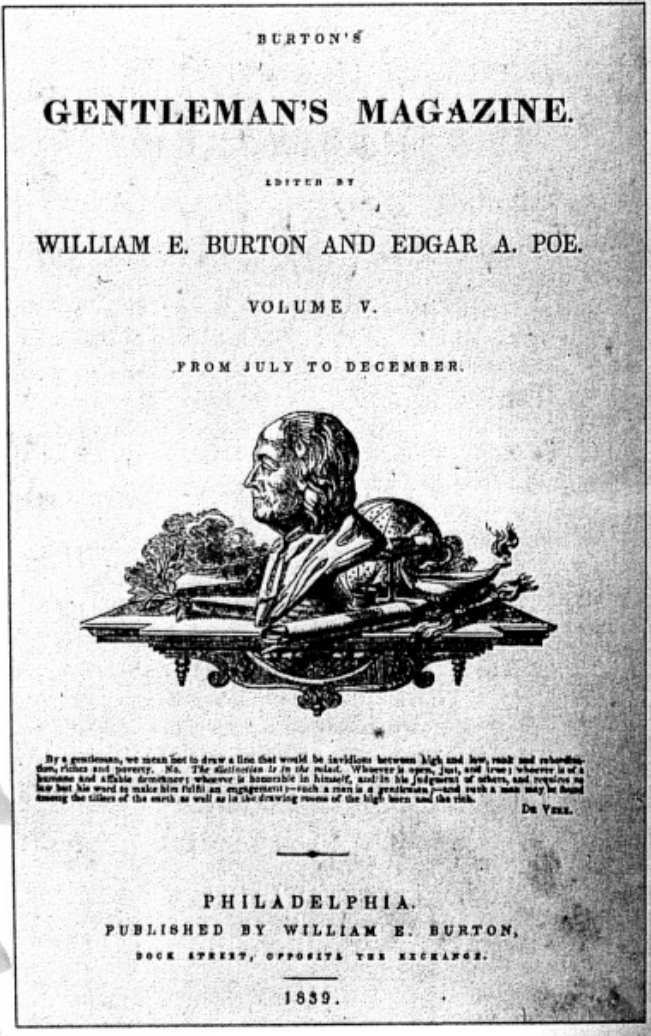 BURTON'S
GENTLEMAN'S MAGAZINE.
EDITED BY
WILLIAM E. BURTON AND EDGAR A. POE.
VOLUME V.
FROM JULY TO DECEMBER.
By a gentleman, we mean not to draw a line that would be invidious between high and low, rank and subordina-
tion, riches and poverty. No. The distinction is in the mind. Whoever is open, just, and true; whoever is of a
humane and affable demeanor; whoever is honorable in himself, and in his judgment of others, and requires no
law but his word to make him fulfil an engagement;—such a man is a gentleman;—and such a man may be found
among the tillers of the earth as well as in the drawing rooms of the high born and the rich.
DE VERE.
PHILADELPHIA.
PUBLISHED BY WILLIAM E. BURTON,
DOCK STREET, OPPOSITE THE EXCHANGE.
1839.